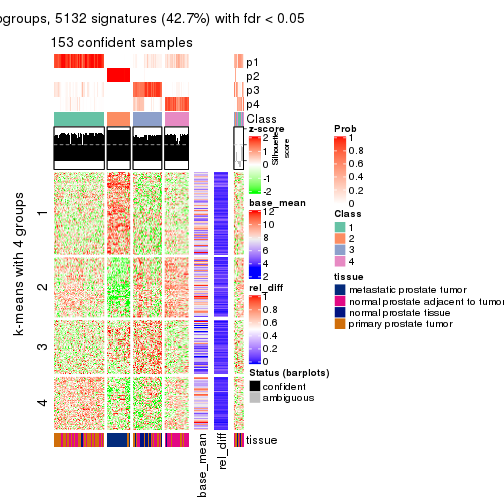 ogroups, 5132 signatures (42.7%) with fdr < 0.05
153 confident samples
p1
p2
p3
p4
Class
Silhouette
score
k-means with 4 groups
1
2
3
4
base_mean
rel_diff
tissue
z-score
2
1
0
-1
-2
base_mean
12
10
8
6
4
2
rel_diff
1
0.8
0.6
0.4
0.2
0
Status (barplots)
confident
ambiguous
Prob
1
0.8
0.6
0.4
0.2
0
Class
1
2
3
4
tissue
metastatic prostate tumor
normal prostate adjacent to tumor
normal prostate tissue
primary prostate tumor